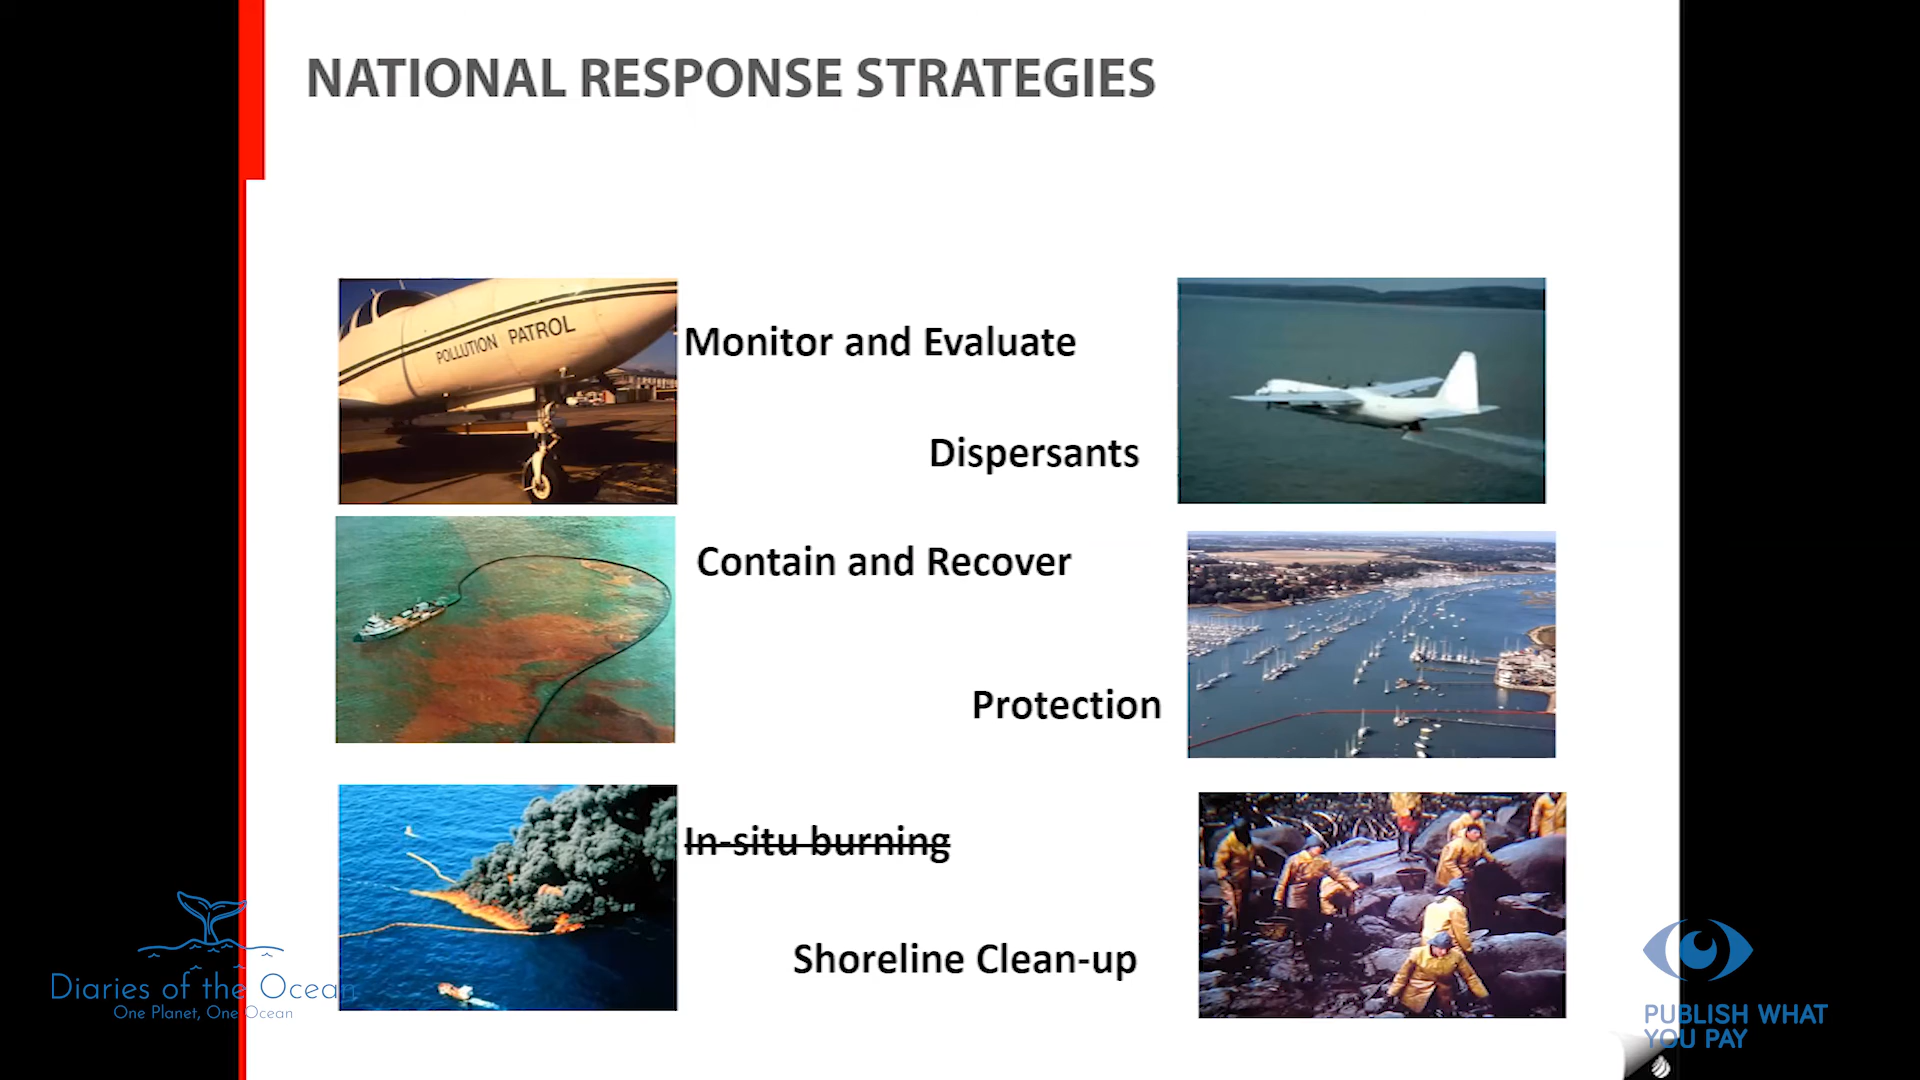 NATIONAL RESPONSE STRATEGIES
POLLUTION PATROL
Monitor and Evaluate
Dispersants
Contain and Recover
Protection
In-situ burning
Shoreline Clean-up
Diaries of the Ocean
One Planet, One Ocean
PUBLISH WHAT
YOU PAY